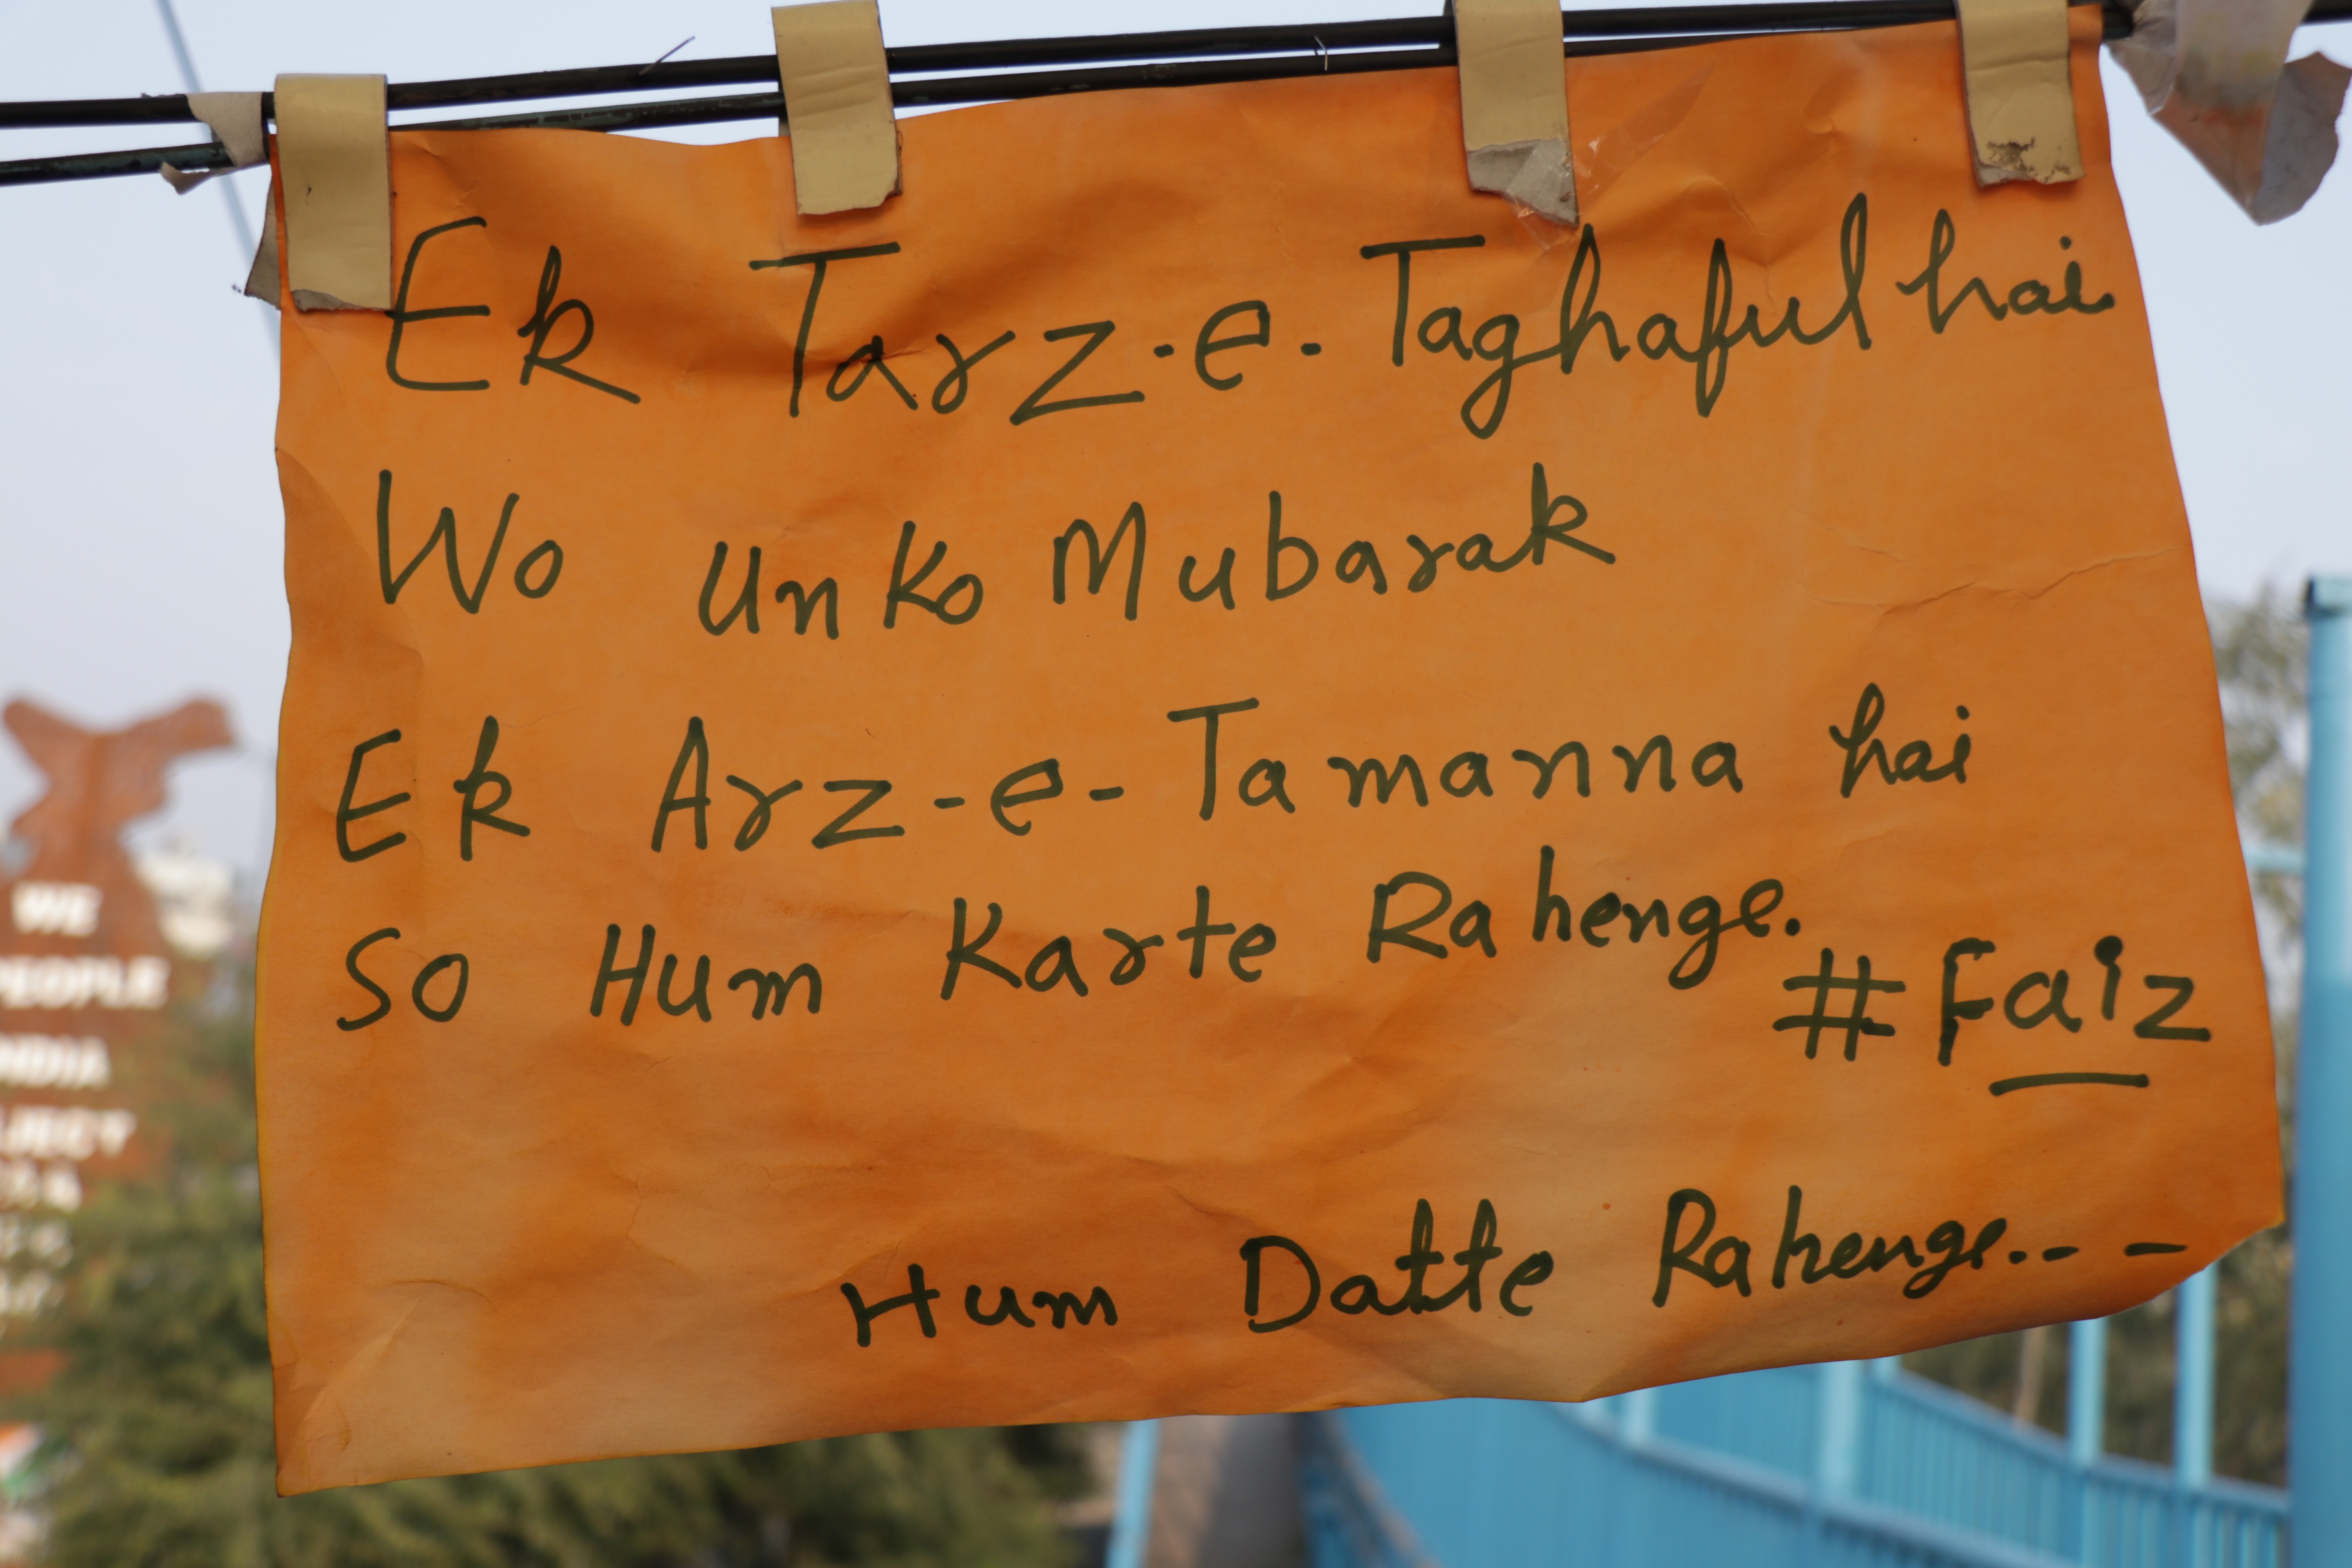 Ek Tarz-e-Taghaful hai
Wo Unko Mubarak
Ek Arz-e-Tamanna hai
So Hum Karte Rahenge.
#Faiz
Hum Datte Rahenge...-
WE
PEOPLE
INDIA